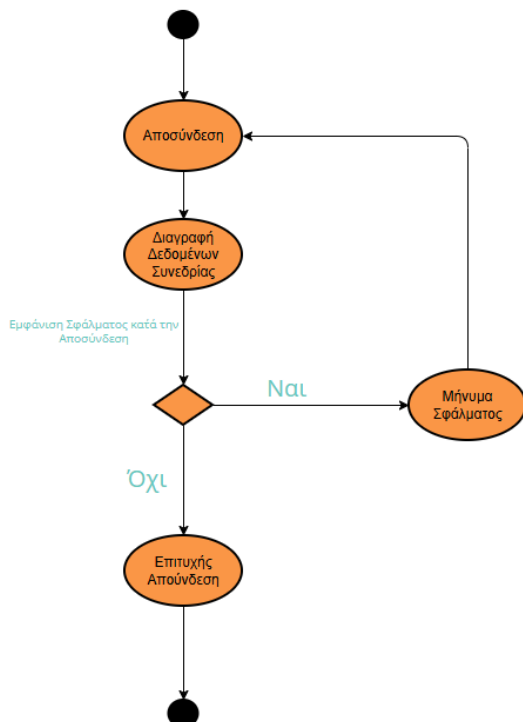 Αποσύνδεση
Διαγραφή
Δεδομένων
Συνεδρίας
Εμφάνιση Σφάλματος κατά την
Αποσύνδεση
Ναι
Μήνυμα
Σφάλματος
Όχι
Επιτυχής
Απούνδεση